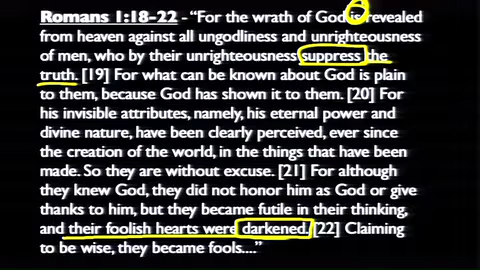 Romans 1:18-22 - “For the wrath of God is revealed
from heaven against all ungodliness and unrighteousness
of men, who by their unrighteousness suppress the
truth. [19] For what can be known about God is plain
to them, because God has shown it to them. [20] For
his invisible attributes, namely, his eternal power and
divine nature, have been clearly perceived, ever since
the creation of the world, in the things that have been
made. So they are without excuse. [21] For although
they knew God, they did not honor him as God or give
thanks to him, but they became futile in their thinking,
and their foolish hearts were darkened. [22] Claiming
to be wise, they became fools....”